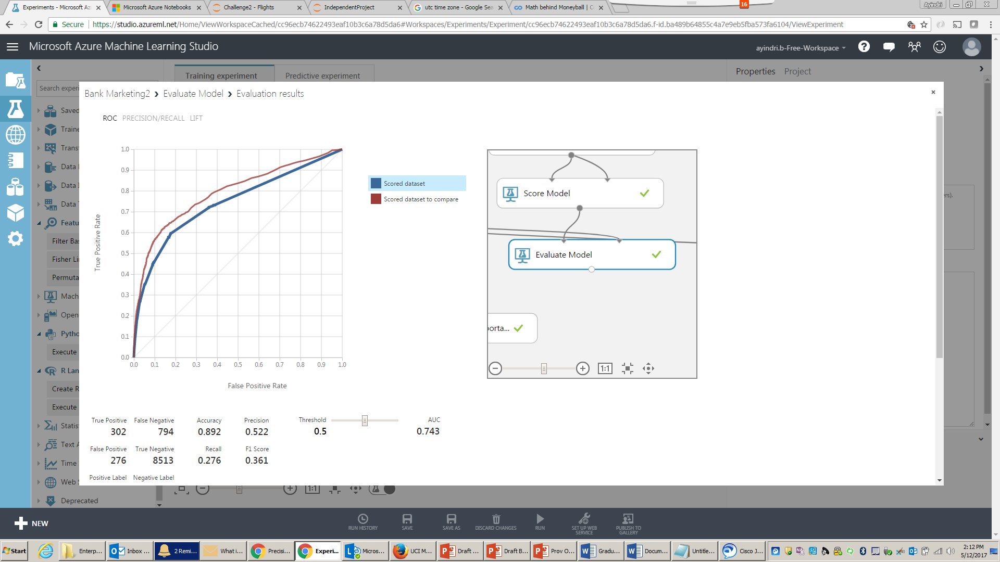 Experiments - Microsoft Az
Microsoft Azure Notebooks
Challenge2 - Flights
IndependentProject
utc time zone - Google Sea
Math behind Moneyball | C
16
Ayindri
Secure
https://studio.azureml.net/Home/ViewWorkspaceCached/cc96ecb74622493eaf10b3c6a78d5da6#Workspaces/Experiments/Experiment/cc96ecb74622493eaf10b3c6a78d5da6.f-id.ba489b64855c4a7e9eb5fba573fa6104/ViewExperiment
Microsoft Azure Machine Learning Studio
ayindri.b-Free-Workspace
Training experiment
Predictive experiment
Properties Project
Search experi
Saved
Traine
Transf
Data
Data
Data T
Featu
Filter Bas
Fisher Li
Permuta
Mach
Open
Pytho
Execute
R Lan
Create R
Execute
Statis
Text A
Time
Web S
Deprecated
Bank Marketing2 > Evaluate Model > Evaluation results
ROC PRECISION/RECALL LIFT
1.0
0.9
0.8
0.7
0.6
0.5
0.4
0.3
0.2
0.1
0.0
True Positive Rate
0.0 0.1 0.2 0.3 0.4 0.5 0.6 0.7 0.8 0.9 1.0
False Positive Rate
Scored dataset
Scored dataset to compare
Score Model
Evaluate Model
porta...
1:1
ers).
True Positive False Negative Accuracy Precision Threshold AUC
302 794 0.892 0.522 0.5 0.743
False Positive True Negative Recall F1 Score
276 8513 0.276 0.361
Positive Label Negative Label
1:1
NEW
RUN HISTORY
SAVE
SAVE AS
DISCARD CHANGES
RUN
SET UP WEB
SERVICE
PUBLISH TO
GALLERY
Start
Enterp...
Inbox ...
2 Remi...
What i...
Precisi...
Experi...
Micros...
UCI M...
Draft ...
Draft B...
Prov O...
Gradu...
Docum...
Untitle...
Cisco J...
2:12 PM
5/12/2017